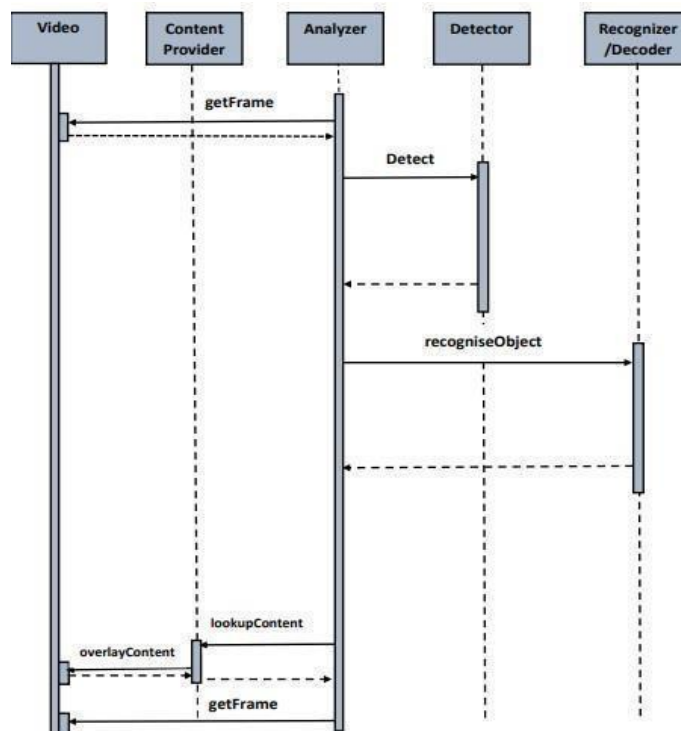 Video
Content
Provider
Analyzer
Detector
Recognizer
/Decoder
getFrame
Detect
recogniseObject
lookupContent
overlayContent
getFrame